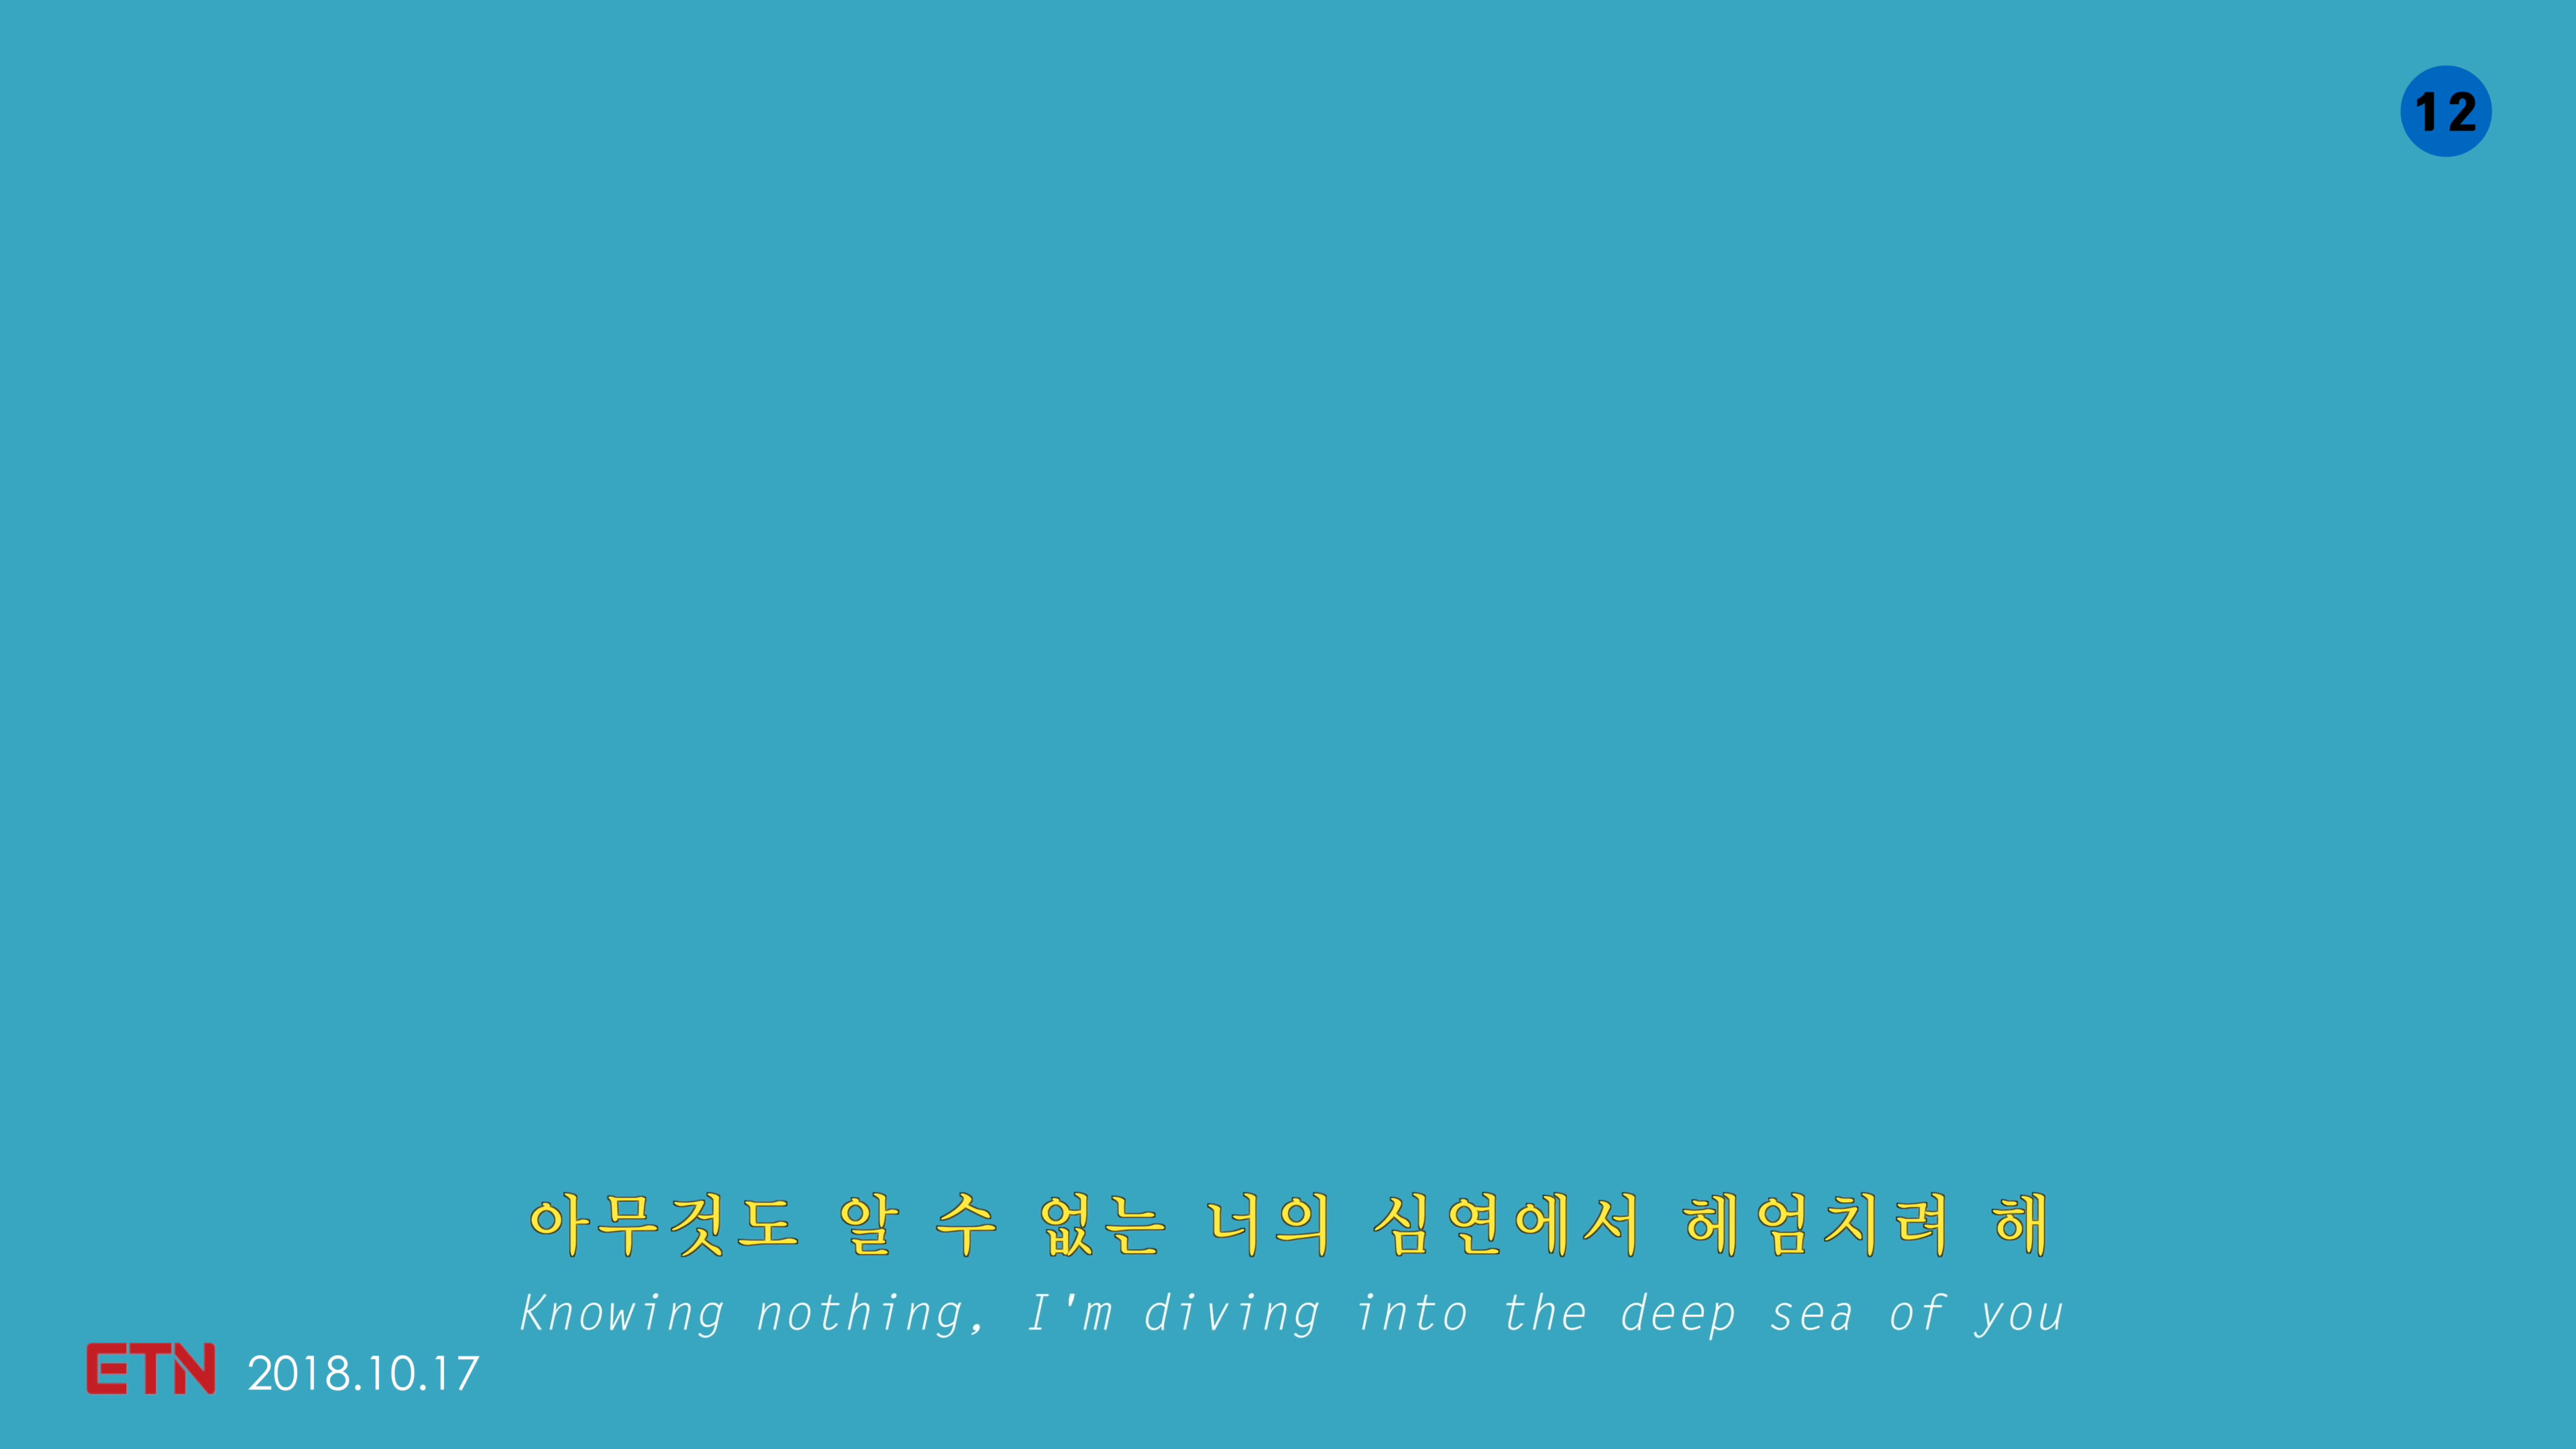 12
아무것도 알 수 없는 너의 심연에서 헤엄치려 해
Knowing nothing, I'm diving into the deep sea of you
ETN 2018.10.17